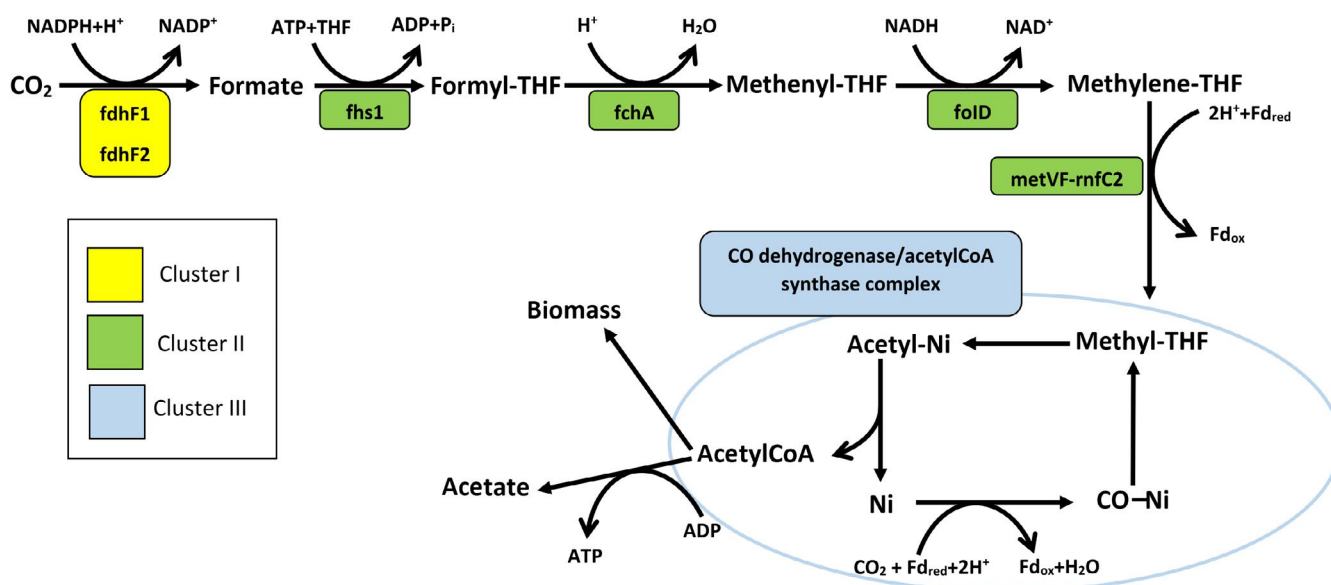 NADPH+H⁺ NADP⁺ ATP+THF ADP+Pᵢ H⁺ H₂O NADH NAD⁺
CO₂ Formate Formyl-THF Methenyl-THF Methylene-THF
fdhF1
fdhF2
fhs1
fchA
folD
2H⁺+Fd_red
metVF-rnfC2
Fd_ox
Cluster I
Cluster II
Cluster III
CO dehydrogenase/acetylCoA
synthase complex
Biomass
Acetyl-Ni Methyl-THF
AcetylCoA
Acetate
Ni CO–Ni
ADP
ATP
CO₂ + Fd_red+2H⁺ Fd_ox+H₂O